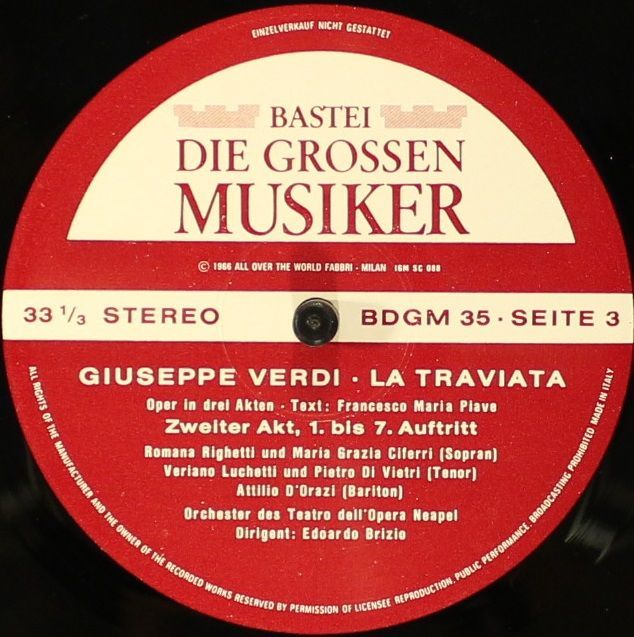 EINZELVERKAUF NICHT GESTATTET
BASTEI
DIE GROSSEN
MUSIKER
© 1966 ALL OVER THE WORLD FABBRI - MILAN IGM SC 088
33 1/3 STEREO
BDGM 35 · SEITE 3
GIUSEPPE VERDI · LA TRAVIATA
Oper in drei Akten - Text: Francesco Maria Piave
Zweiter Akt, 1. bis 7. Auftritt
Romana Righetti und Maria Grazia Ciferri (Sopran)
Veriano Luchetti und Pietro Di Vietri (Tenor)
Attilio D'Orazi (Bariton)
Orchester des Teatro dell'Opera Neapel
Dirigent: Edoardo Brizio
ALL RIGHTS OF THE MANUFACTURER AND THE OWNER OF THE RECORDED WORKS RESERVED BY PERMISSION OF LICENSEE REPRODUCTION, PUBLIC PERFORMANCE, BROADCASTING PROHIBITED MADE IN ITALY